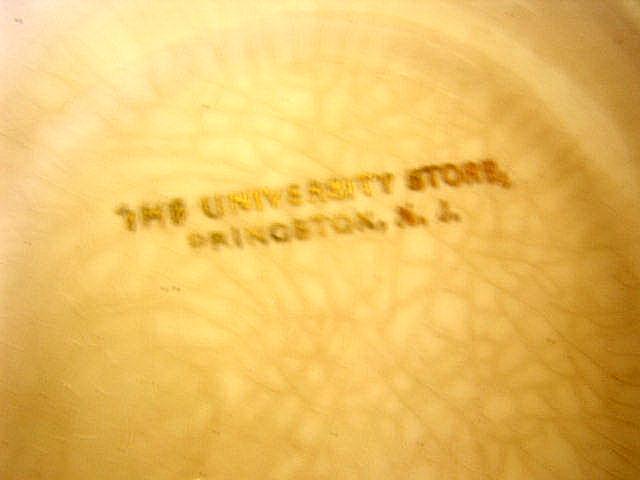 THE UNIVERSITY STORE,
PRINCETON, N. J.